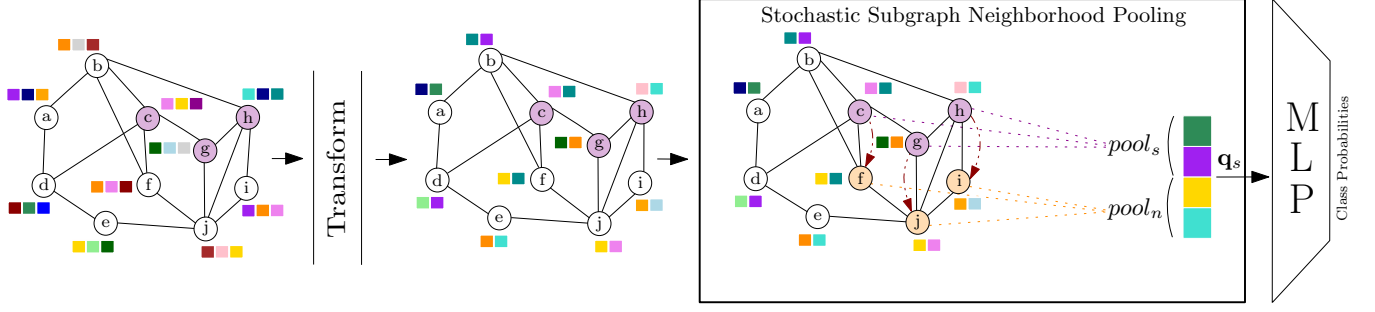 Stochastic Subgraph Neighborhood Pooling
b
a
c
h
g
d
f
i
e
j
Transform
b
a
c
h
g
d
f
i
e
j
b
a
c
h
g
d
f
i
e
j
pool_s
pool_n
q_s
M
L
P
Class Probabilities